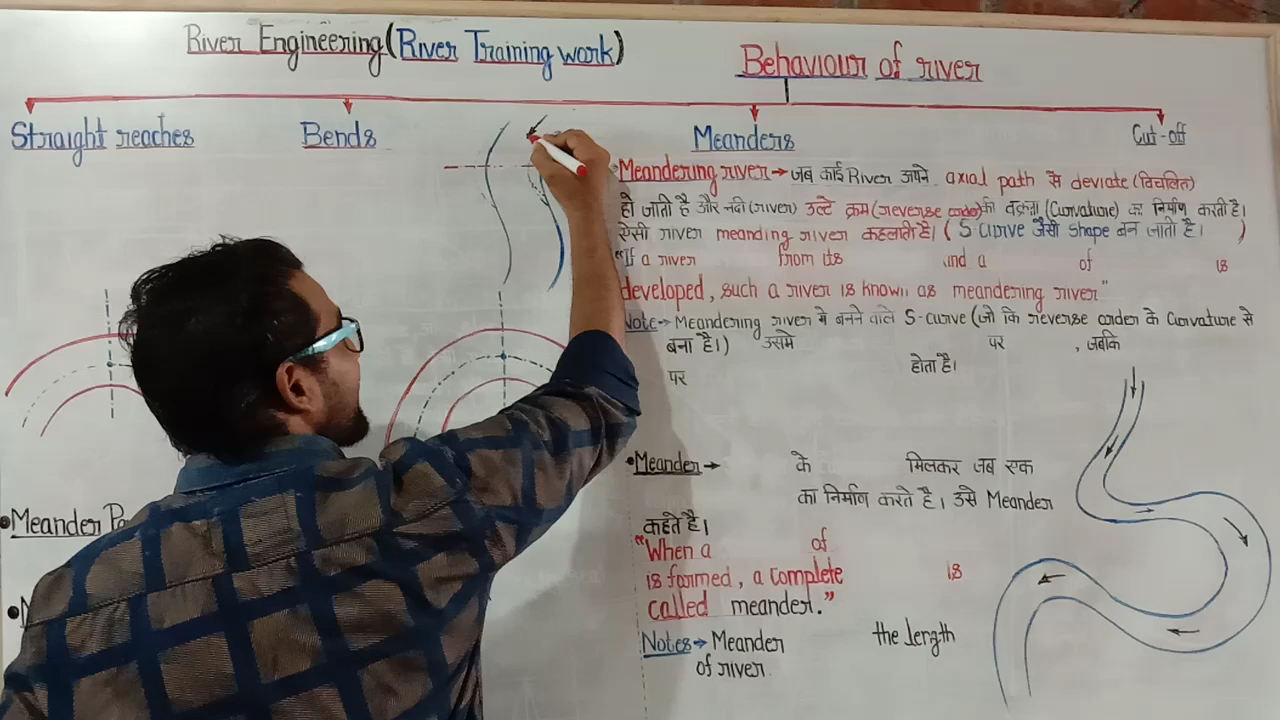 River Engineering (River Training work)
Behaviour of river
Straight reaches
Bends
Meanders
Cut-off
Meandering river → जब कोई River अपने axial path से deviate (विचलित)
हो जाती है और नदी (river) उल्टे क्रम (reverse order) की वक्रता (Curvature) का निर्माण करती है।
ऐसी river meanding river कहलाती है। ( S curve जैसी shape बन जाती है। )
"If a river from its and a of is
developed, such a river is known as meandering river"
Note→ Meandering river में बनने वाले S-curve (जो कि reverse order के Curvature से
बना है।) उसमे पर , जबकि
पर होता है।
•Meander → के मिलकर जब एक
का निर्माण करते है। उसे Meander
कहते है।
"When a of
is formed, a complete is
called meander."
Notes→ Meander the length
of river
•Meander